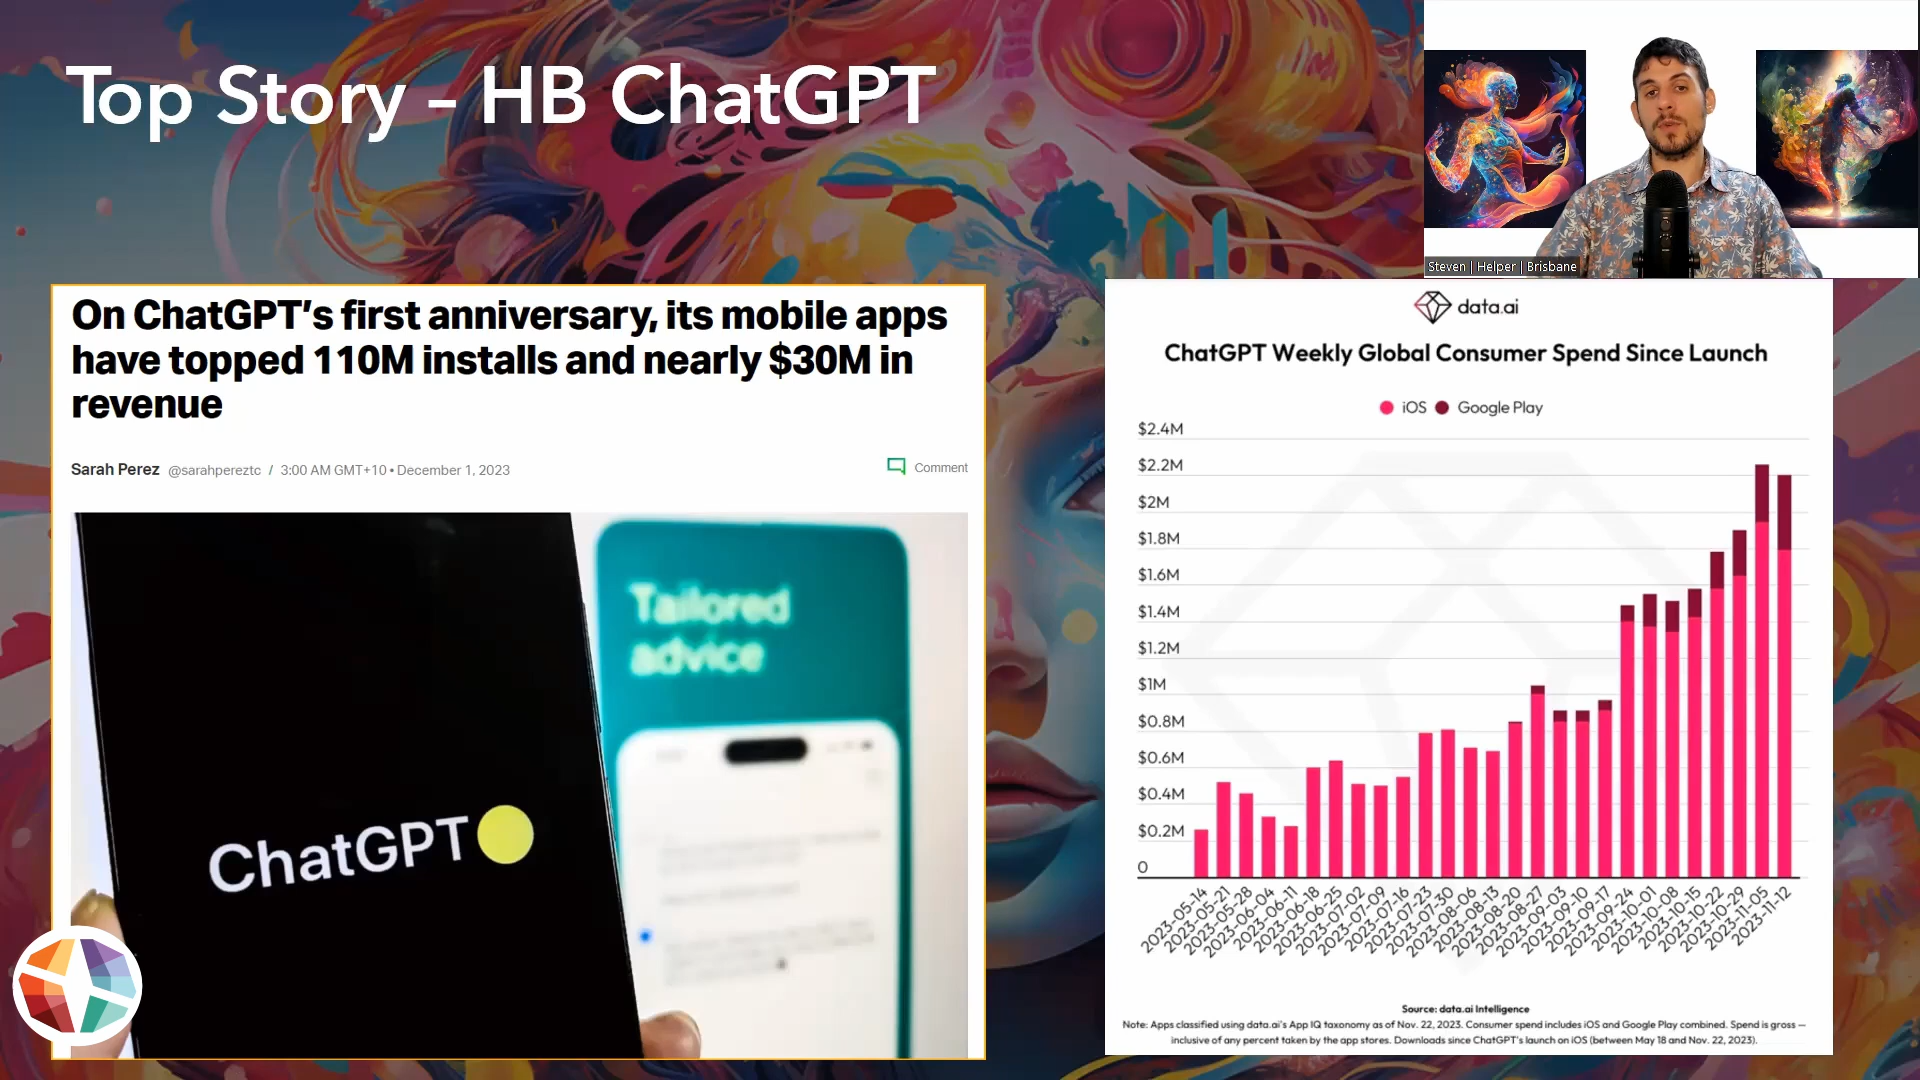 Top Story – HB ChatGPT
Steven | Helper | Brisbane
On ChatGPT’s first anniversary, its mobile apps
have topped 110M installs and nearly $30M in
revenue
Sarah Perez @sarahpereztc / 3:00 AM GMT+10 • December 1, 2023
Comment
Tailored
advice
ChatGPT
data.ai
ChatGPT Weekly Global Consumer Spend Since Launch
iOS Google Play
$2.4M
$2.2M
$2M
$1.8M
$1.6M
$1.4M
$1.2M
$1M
$0.8M
$0.6M
$0.4M
$0.2M
0
2023-05-14
2023-05-21
2023-05-28
2023-06-04
2023-06-11
2023-06-18
2023-06-25
2023-07-02
2023-07-09
2023-07-16
2023-07-23
2023-07-30
2023-08-06
2023-08-13
2023-08-20
2023-08-27
2023-09-03
2023-09-10
2023-09-17
2023-09-24
2023-10-01
2023-10-08
2023-10-15
2023-10-22
2023-10-29
2023-11-05
2023-11-12
Source: data.ai Intelligence
Note: Apps classified using data.ai's App IQ taxonomy as of Nov. 22, 2023. Consumer spend includes iOS and Google Play combined. Spend is gross —
inclusive of any percent taken by the app stores. Downloads since ChatGPT's launch on iOS (between May 18 and Nov. 22, 2023).